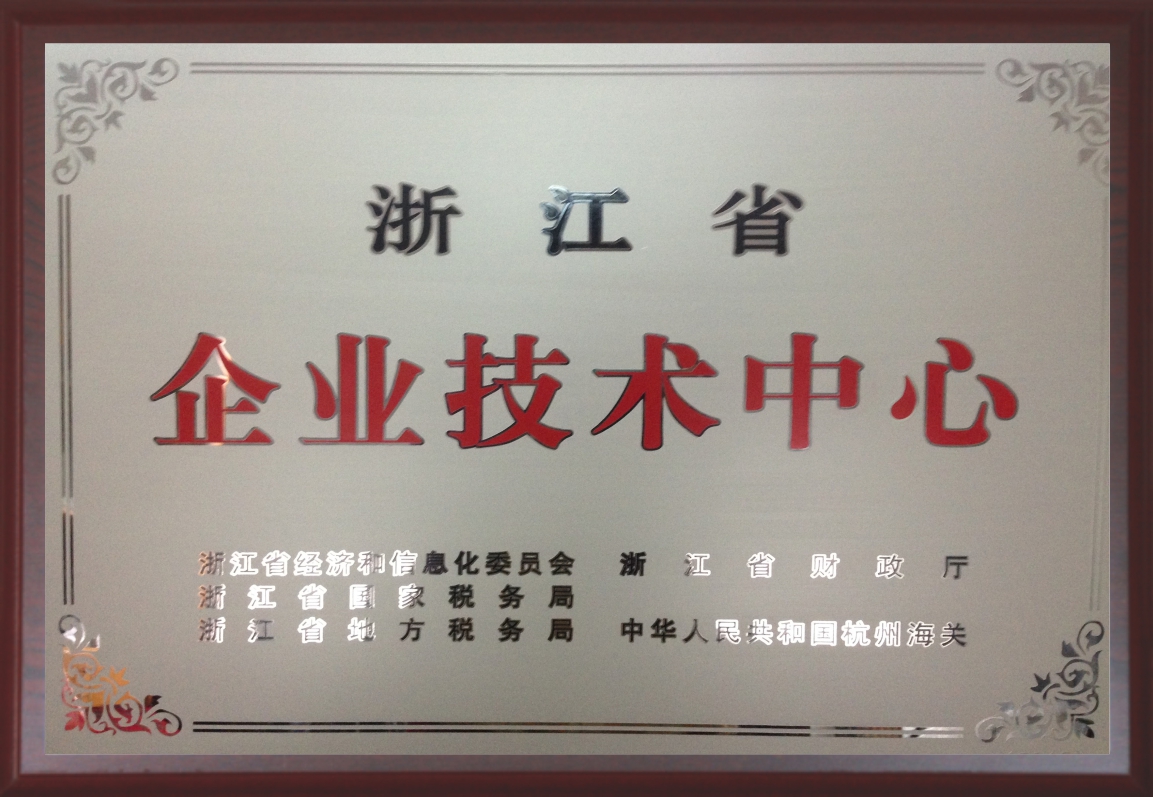 浙江省
企业技术中心
浙江省经济和信息化委员会 浙江省财政厅
浙江省国家税务局
浙江省地方税务局 中华人民共和国杭州海关